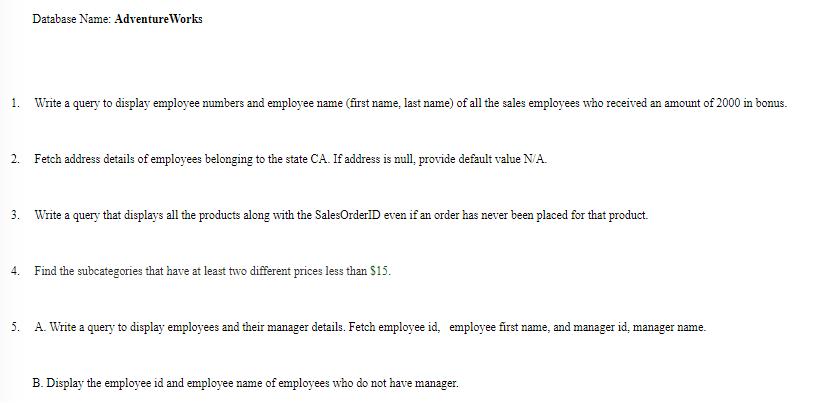 Database Name: AdventureWorks
1. Write a query to display employee numbers and employee name (first name, last name) of all the sales employees who received an amount of 2000 in bonus.
2. Fetch address details of employees belonging to the state CA. If address is null, provide default value N/A.
3. Write a query that displays all the products along with the SalesOrderID even if an order has never been placed for that product.
4. Find the subcategories that have at least two different prices less than $15.
5. A. Write a query to display employees and their manager details. Fetch employee id, employee first name, and manager id, manager name.
B. Display the employee id and employee name of employees who do not have manager.